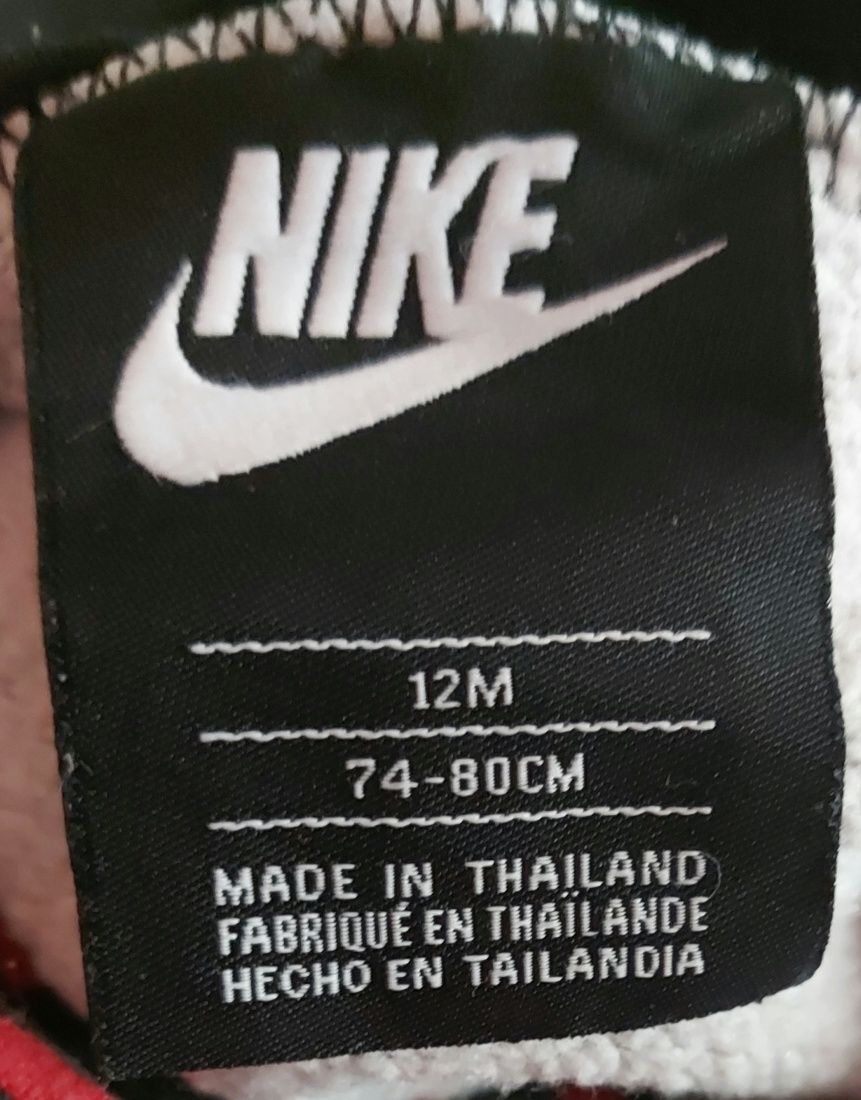 NIKE
12M
74-80CM
MADE IN THAILAND
FABRIQUÉ EN THAÏLANDE
HECHO EN TAILANDIA